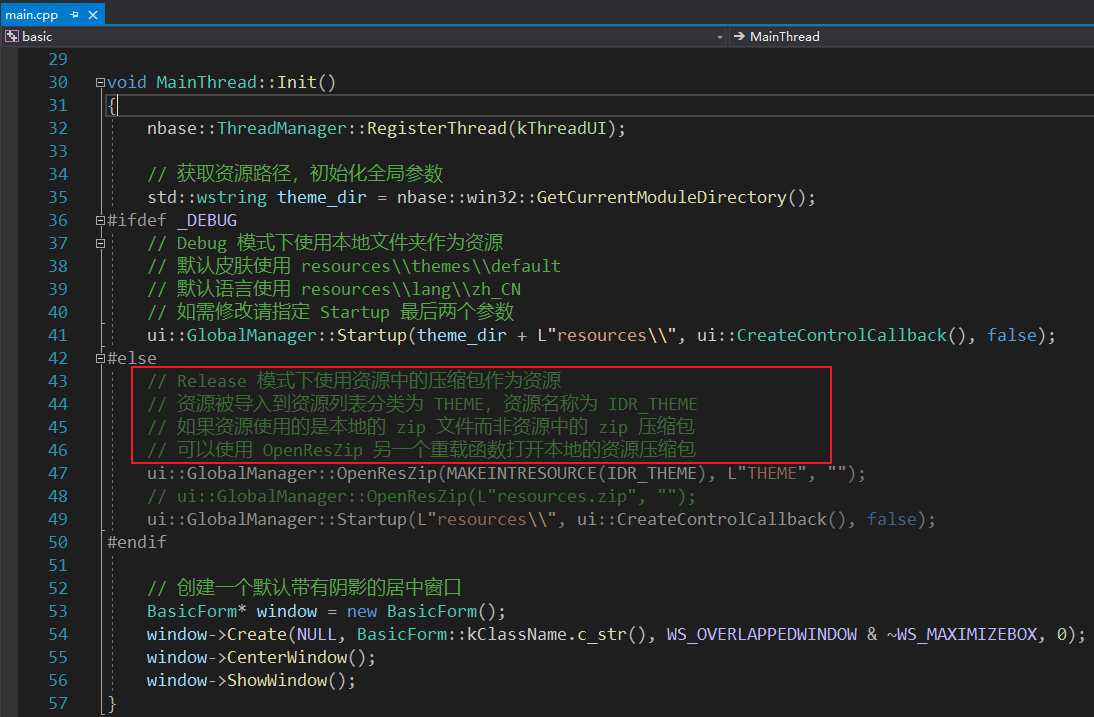 main.cpp
basic
MainThread
29
30 void MainThread::Init()
31 {
32 nbase::ThreadManager::RegisterThread(kThreadUI);
33
34 // 获取资源路径，初始化全局参数
35 std::wstring theme_dir = nbase::win32::GetCurrentModuleDirectory();
36 #ifdef _DEBUG
37 // Debug 模式下使用本地文件夹作为资源
38 // 默认皮肤使用 resources\\themes\\default
39 // 默认语言使用 resources\\lang\\zh_CN
40 // 如需修改请指定 Startup 最后两个参数
41 ui::GlobalManager::Startup(theme_dir + L"resources\\", ui::CreateControlCallback(), false);
42 #else
43 // Release 模式下使用资源中的压缩包作为资源
44 // 资源被导入到资源列表分类为 THEME，资源名称为 IDR_THEME
45 // 如果资源使用的是本地的 zip 文件而非资源中的 zip 压缩包
46 // 可以使用 OpenResZip 另一个重载函数打开本地的资源压缩包
47 ui::GlobalManager::OpenResZip(MAKEINTRESOURCE(IDR_THEME), L"THEME", "");
48 // ui::GlobalManager::OpenResZip(L"resources.zip", "");
49 ui::GlobalManager::Startup(L"resources\\", ui::CreateControlCallback(), false);
50 #endif
51
52 // 创建一个默认带有阴影的居中窗口
53 BasicForm* window = new BasicForm();
54 window->Create(NULL, BasicForm::kClassName.c_str(), WS_OVERLAPPEDWINDOW & ~WS_MAXIMIZEBOX, 0);
55 window->CenterWindow();
56 window->ShowWindow();
57 }